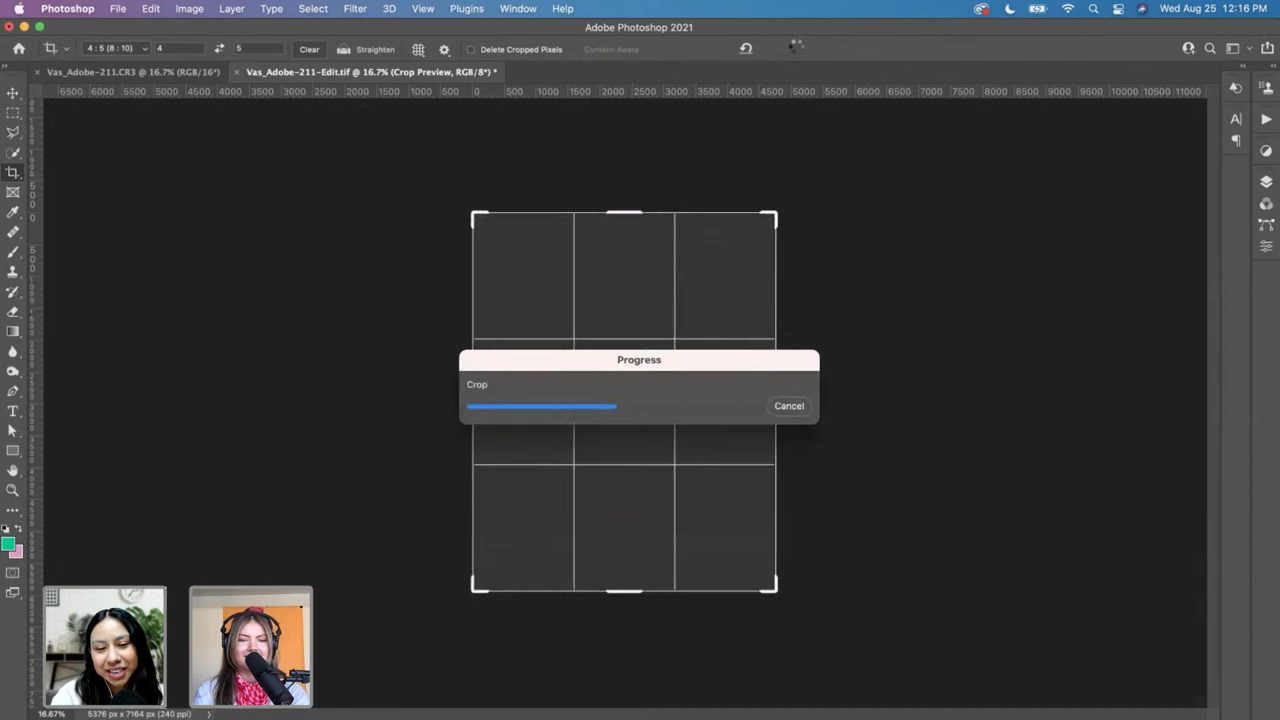 Photoshop File Edit Image Layer Type Select Filter 3D View Plugins Window Help Wed Aug 25 12:16 PM
Adobe Photoshop 2021
4 : 5 (8 : 10) 4 5 Clear Straighten Delete Cropped Pixels Content-Aware
Vas_Adobe-211.CR3 @ 16.7% (RGB/16*) Vas_Adobe-211-Edit.tif @ 16.7% (Crop Preview, RGB/8*) *
6500 6000 5500 5000 4500 4000 3500 3000 2500 2000 1500 1000 500 0 500 1000 1500 2000 2500 3000 3500 4000 4500 5000 5500 6000 6500 7000 7500 8000 8500 9000 9500 10000 10500 11000
Progress
Crop
Cancel
16.67% 5376 px x 7164 px (240 ppi)